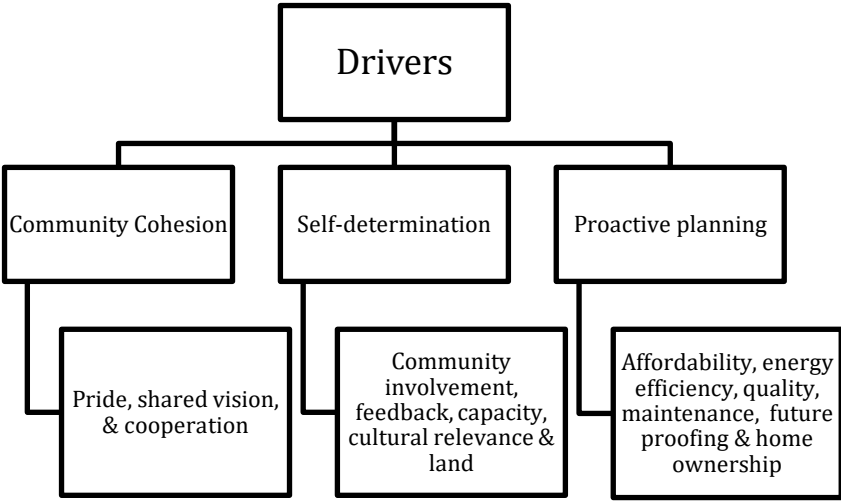 Drivers
Community Cohesion
Self-determination
Proactive planning
Pride, shared vision,
& cooperation
Community
involvement,
feedback, capacity,
cultural relevance &
land
Affordability, energy
efficiency, quality,
maintenance, future
proofing & home
ownership